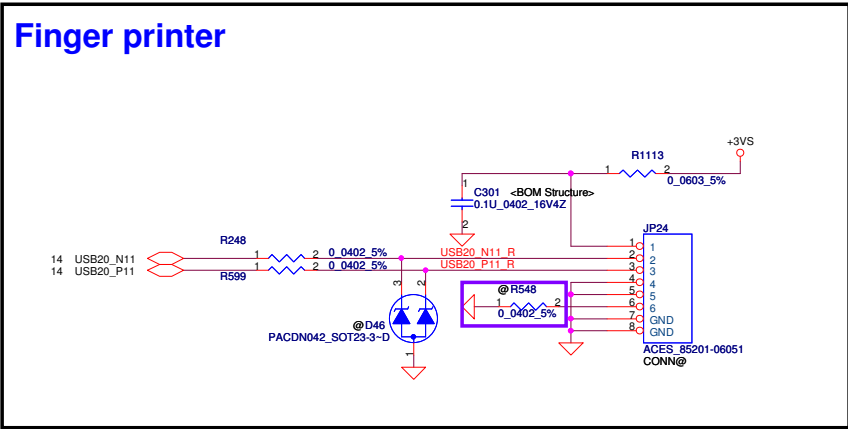 Finger printer
+3VS
R1113
1 2
0_0603_5%
1
C301 <BOM Structure>
0.1U_0402_16V4Z
2
JP24
R248
14 USB20_N11 1 2 0_0402_5% USB20_N11_R
14 USB20_P11 1 2 0_0402_5% USB20_P11_R
R599
1 1
2 2
3 3
4 4
5 5
6 6
7 GND
8 GND
@R548
1 2
0_0402_5%
3 2
@D46
PACDN042_SOT23-3~D
1
ACES_85201-06051
CONN@